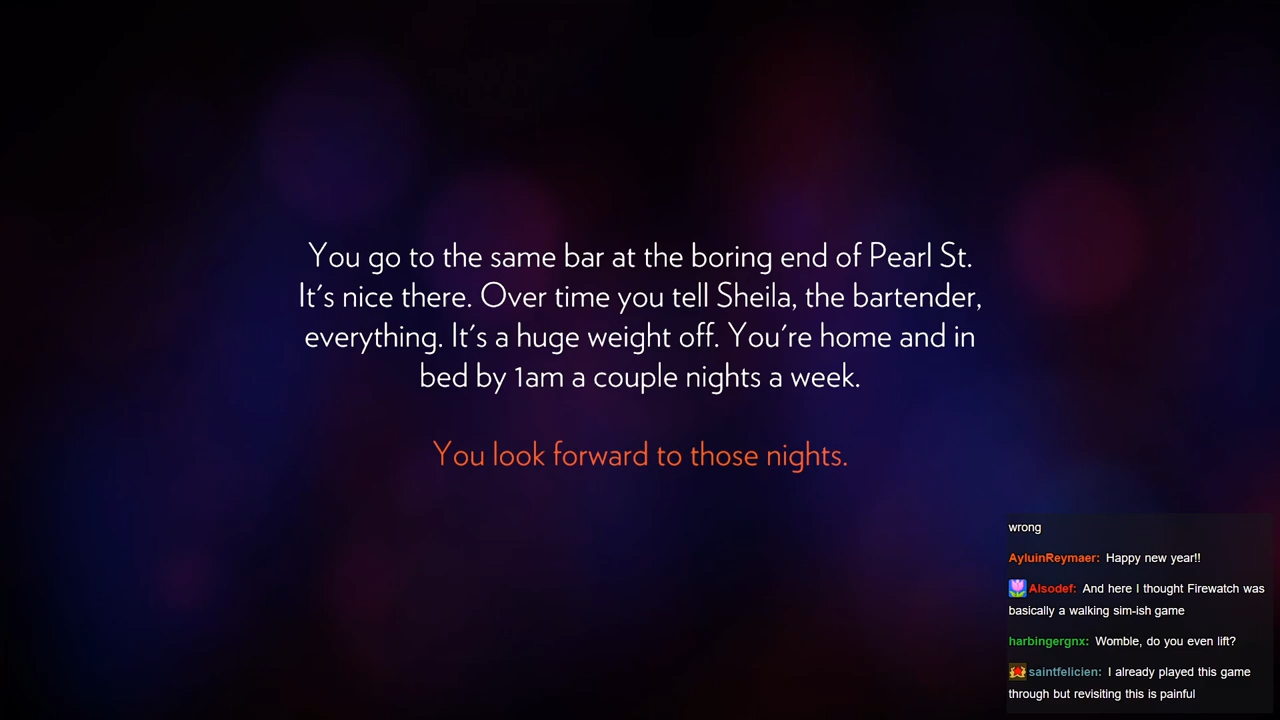 You go to the same bar at the boring end of Pearl St.
It's nice there. Over time you tell Sheila, the bartender,
everything. It's a huge weight off. You're home and in
bed by 1am a couple nights a week.
You look forward to those nights.
wrong
AyluinReymaer: Happy new year!!
Alsodef: And here I thought Firewatch was
basically a walking sim-ish game
harbingergnx: Womble, do you even lift?
saintfelicien: I already played this game
through but revisiting this is painful